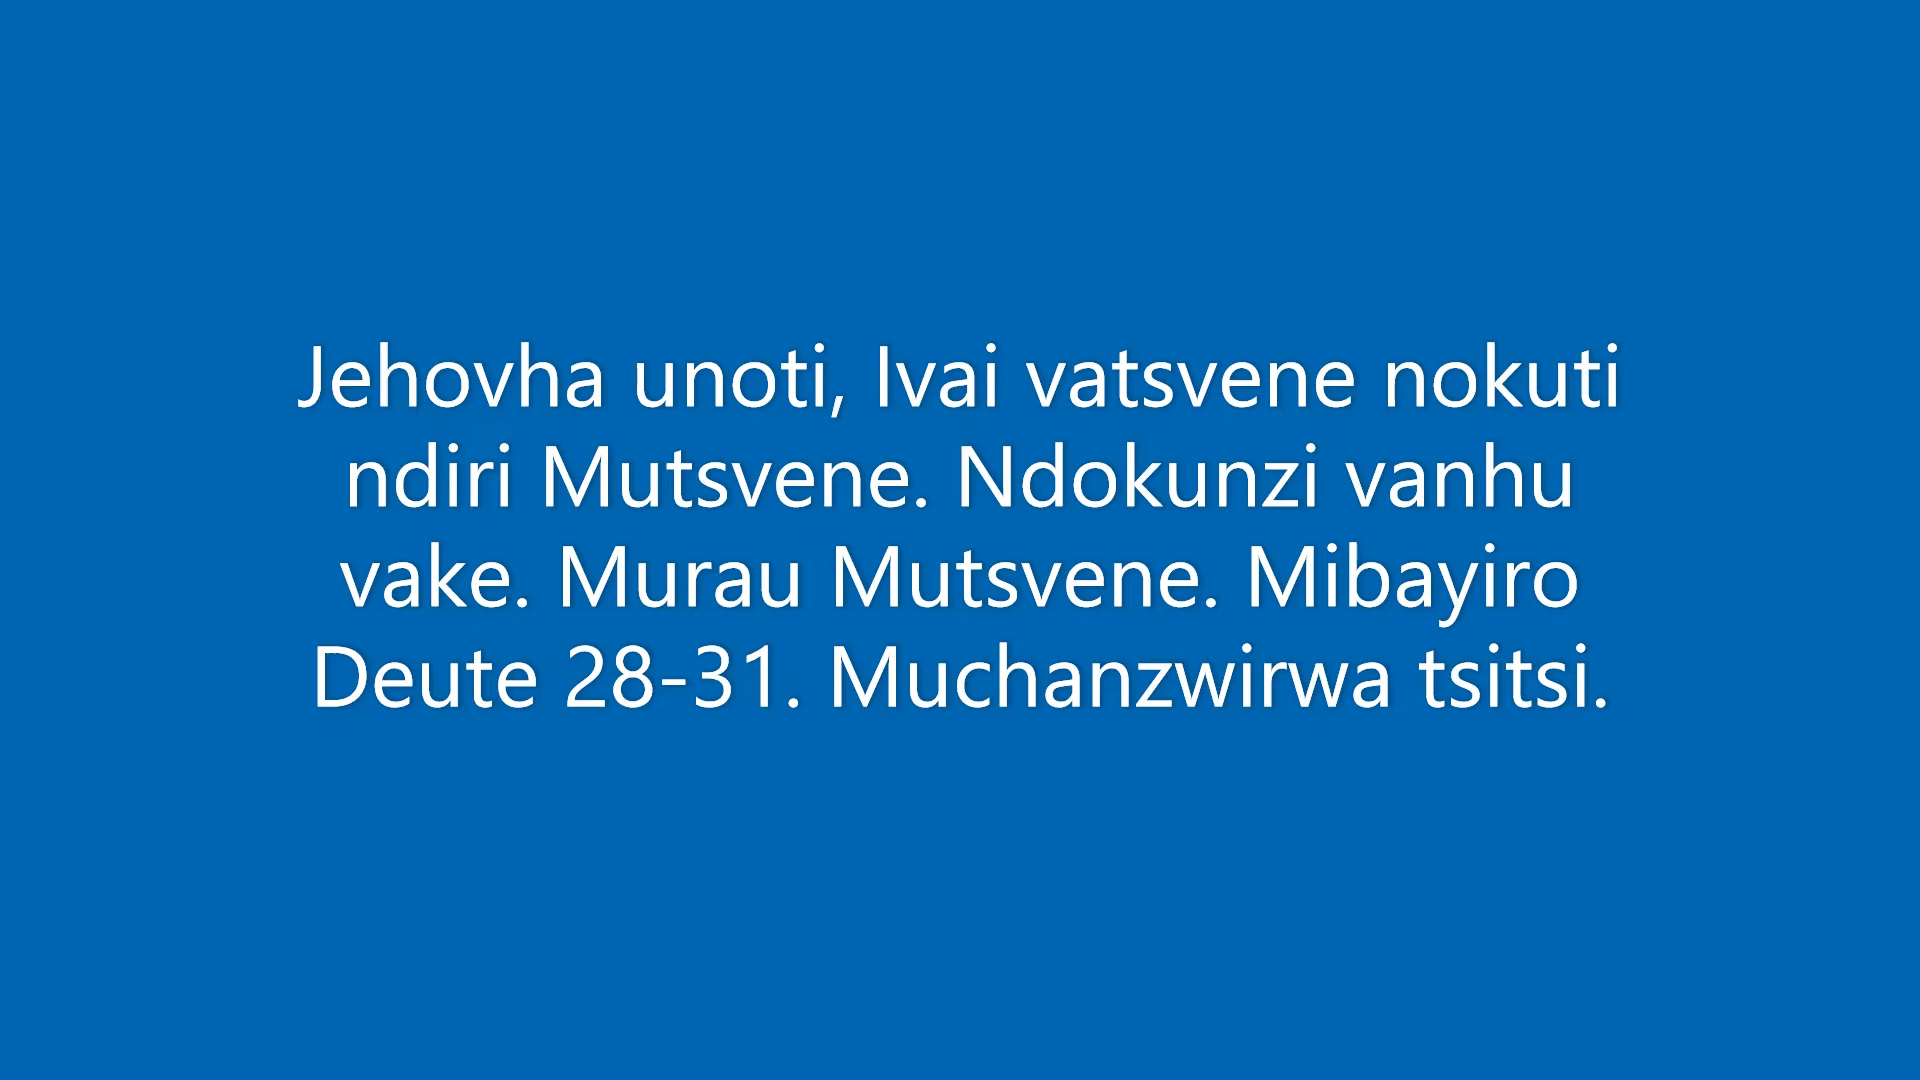 Jehovha unoti, Ivai vatsvene nokuti
ndiri Mutsvene. Ndokunzi vanhu
vake. Murau Mutsvene. Mibayiro
Deute 28-31. Muchanzwirwa tsitsi.